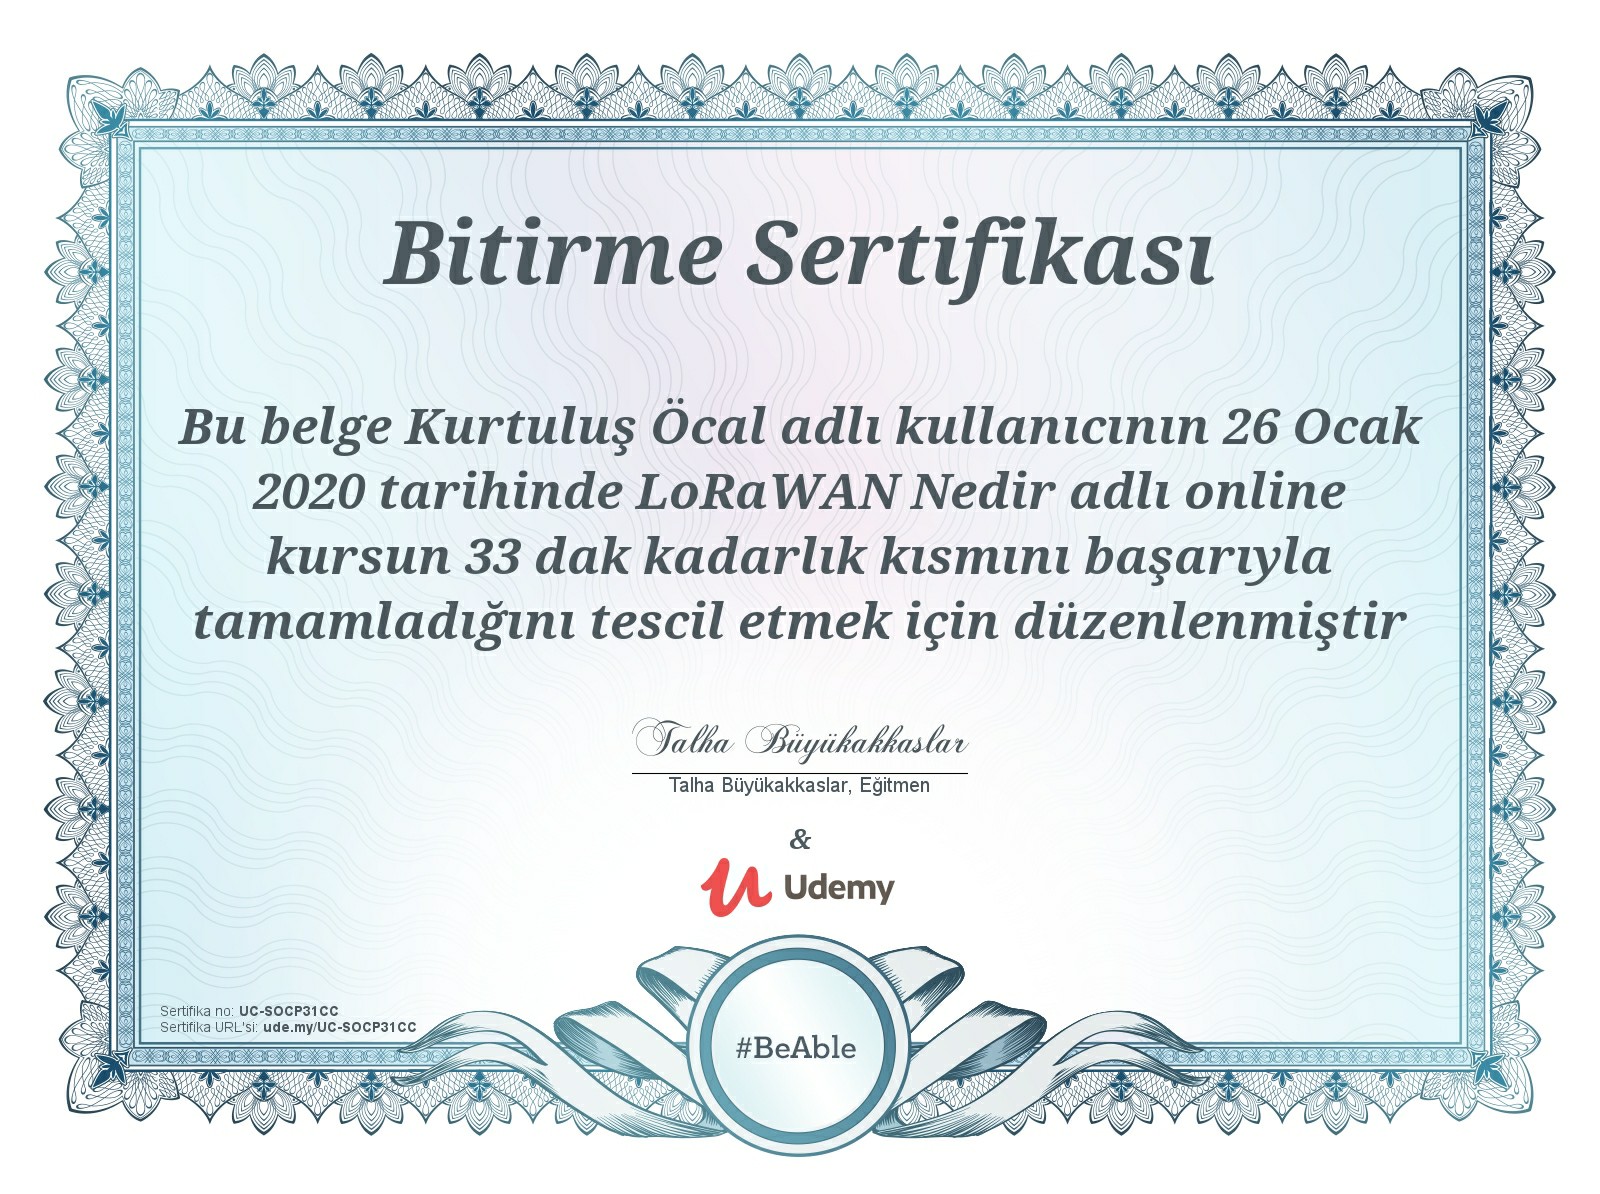 Bitirme Sertifikası
Bu belge Kurtuluş Öcal adlı kullanıcının 26 Ocak
2020 tarihinde LoRaWAN Nedir adlı online
kursun 33 dak kadarlık kısmını başarıyla
tamamladığını tescil etmek için düzenlenmiştir
Talha Büyükakkaslar
Talha Büyükakkaslar, Eğitmen
&
Udemy
Sertifika no: UC-SOCP31CC
Sertifika URL'si: ude.my/UC-SOCP31CC
#BeAble